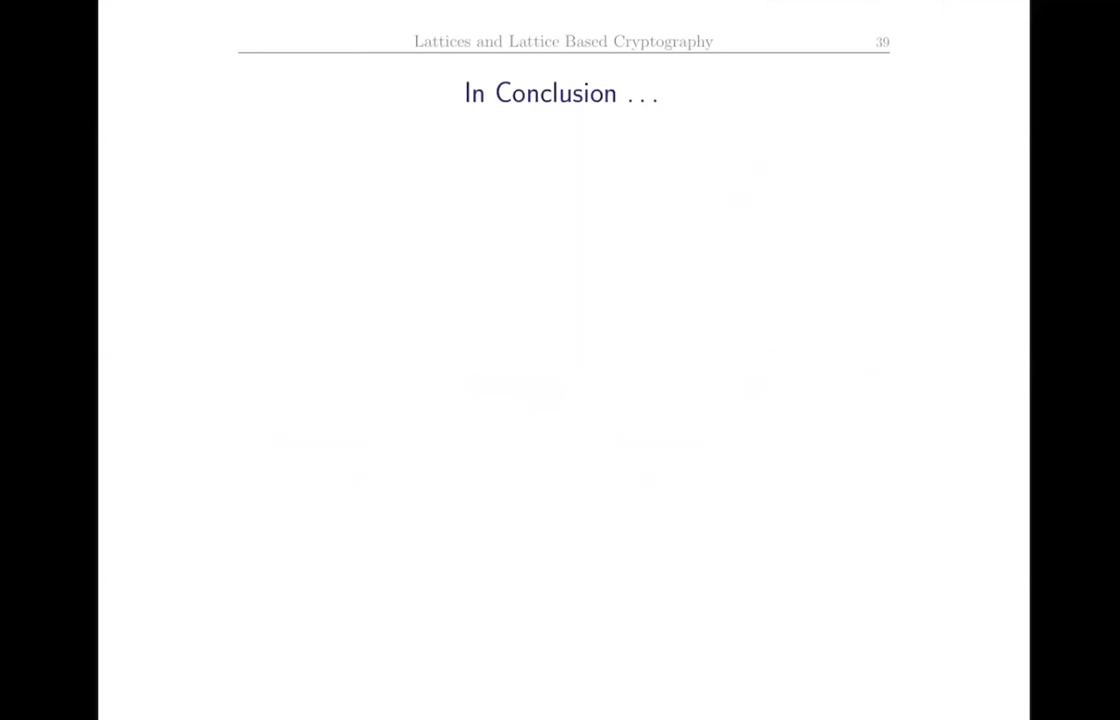 Lattices and Lattice Based Cryptography 39
In Conclusion . . .